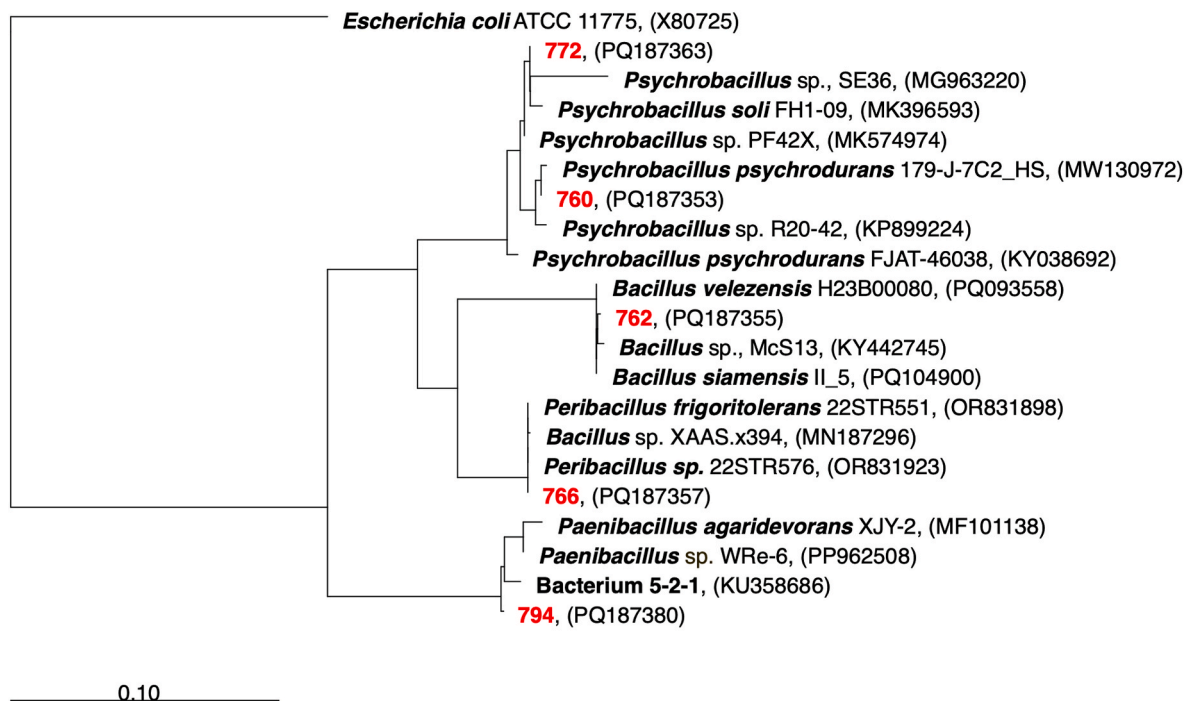 Escherichia coli ATCC 11775, (X80725)
772, (PQ187363)
Psychrobacillus sp., SE36, (MG963220)
Psychrobacillus soli FH1-09, (MK396593)
Psychrobacillus sp. PF42X, (MK574974)
Psychrobacillus psychrodurans 179-J-7C2_HS, (MW130972)
760, (PQ187353)
Psychrobacillus sp. R20-42, (KP899224)
Psychrobacillus psychrodurans FJAT-46038, (KY038692)
Bacillus velezensis H23B00080, (PQ093558)
762, (PQ187355)
Bacillus sp., McS13, (KY442745)
Bacillus siamensis II_5, (PQ104900)
Peribacillus frigoritolerans 22STR551, (OR831898)
Bacillus sp. XAAS.x394, (MN187296)
Peribacillus sp. 22STR576, (OR831923)
766, (PQ187357)
Paenibacillus agaridevorans XJY-2, (MF101138)
Paenibacillus sp. WRe-6, (PP962508)
Bacterium 5-2-1, (KU358686)
794, (PQ187380)
0.10